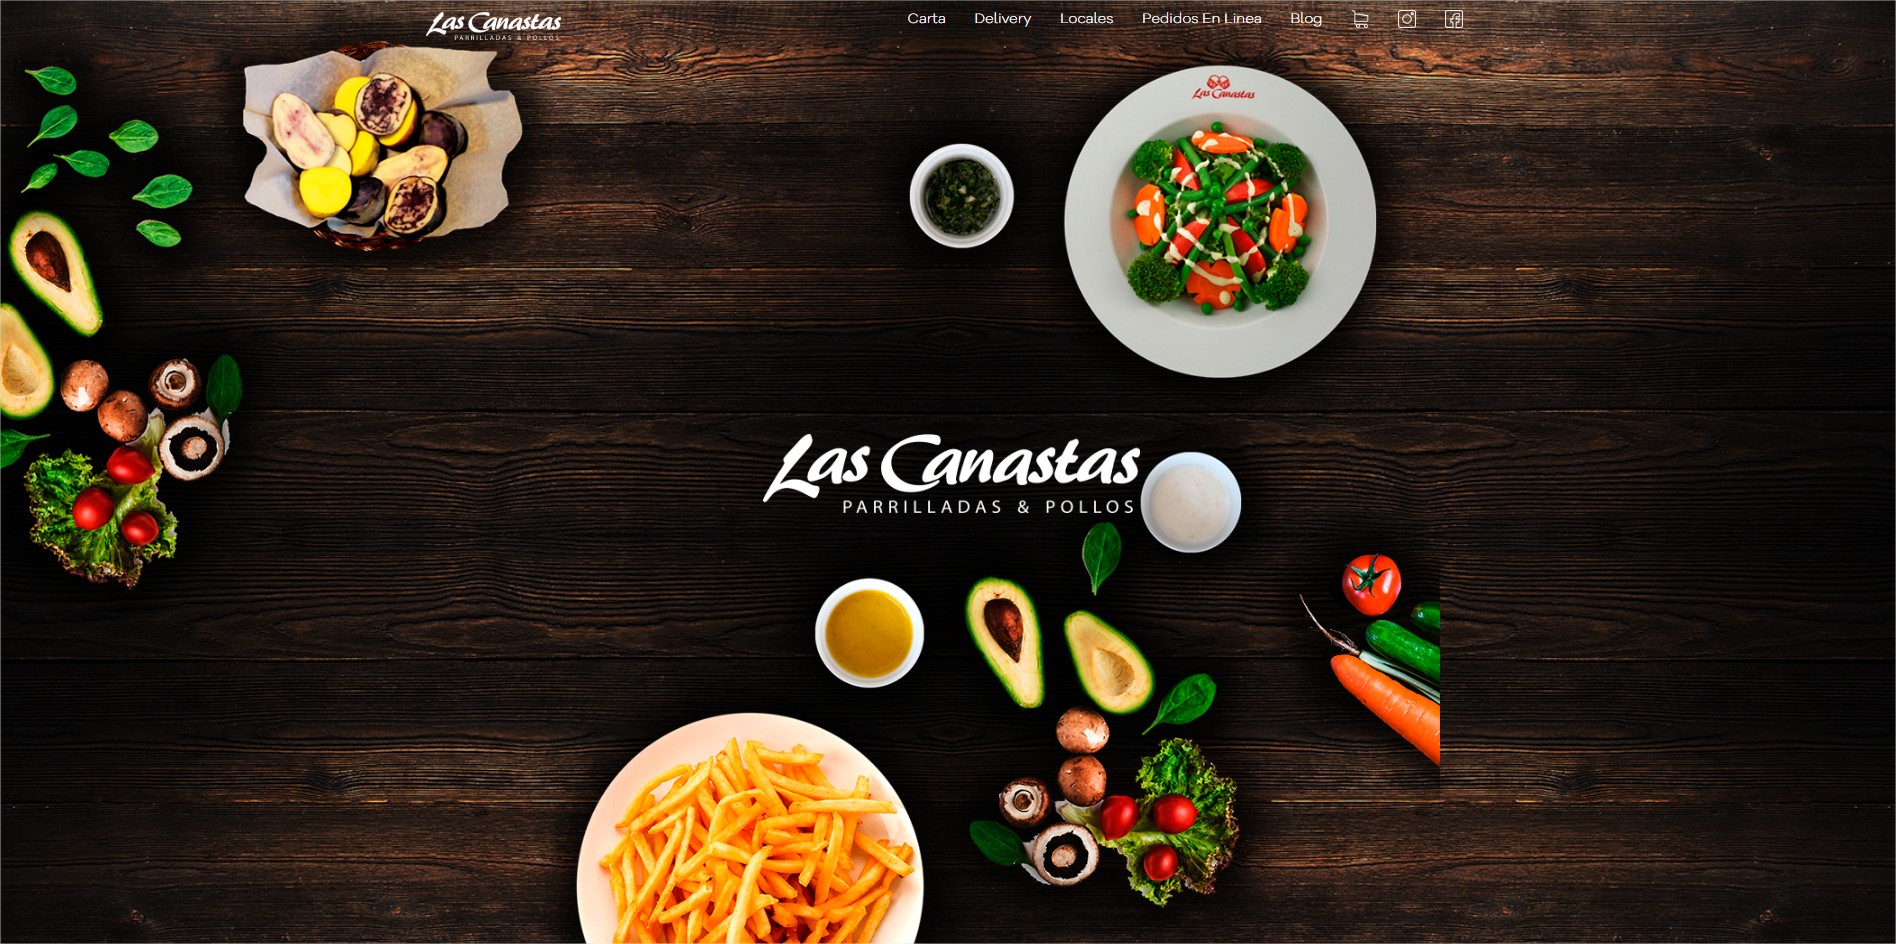 Las Canastas
PARRILLADAS & POLLOS
Carta
Delivery
Locales
Pedidos En Linea
Blog
Las Canastas
Las Canastas
PARRILLADAS & POLLOS